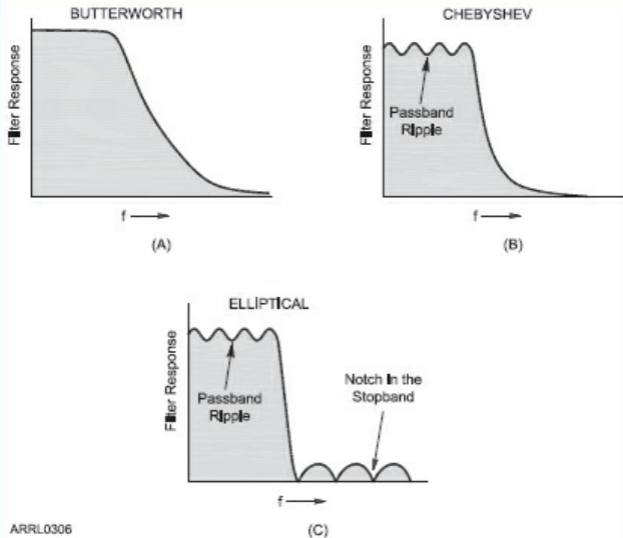 BUTTERWORTH
Filter Response
f
(A)
CHEBYSHEV
Filter Response
Passband
Ripple
f
(B)
ELLIPTICAL
Filter Response
Passband
Ripple
Notch in the
Stopband
f
(C)
ARRL0306